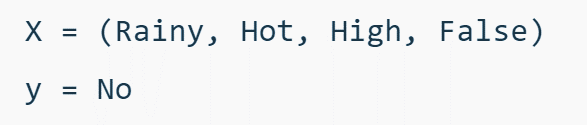 X = (Rainy, Hot, High, False)
y = No